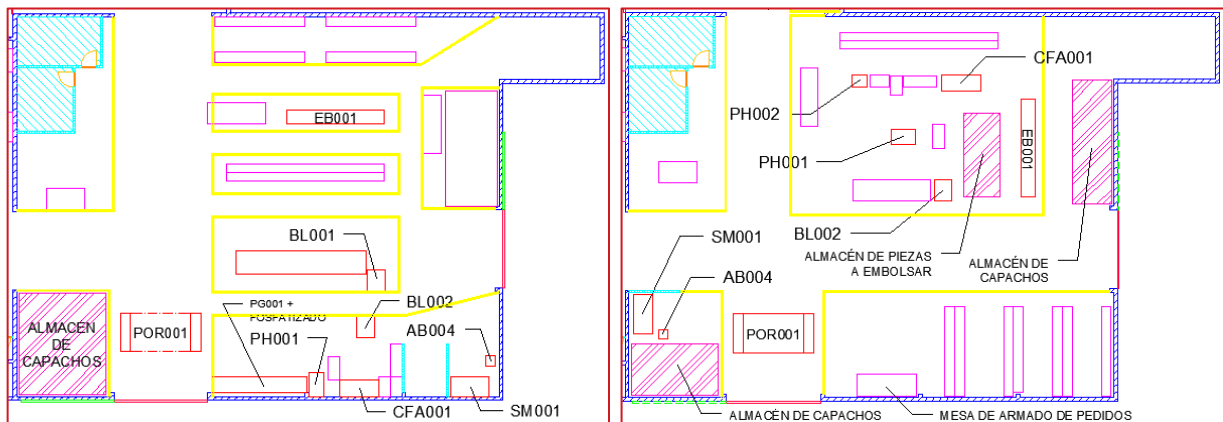 EB001
BL001
PG001 +
FOSFATIZADO
BL002
PH001
AB004
ALMACÉN
DE
CAPACHOS
POR001
CFA001
SM001
CFA001
PH002
PH001
EB001
BL002
ALMACÉN DE PIEZAS
A EMBOLSAR
ALMACÉN DE
CAPACHOS
SM001
AB004
POR001
ALMACÉN DE CAPACHOS
MESA DE ARMADO DE PEDIDOS